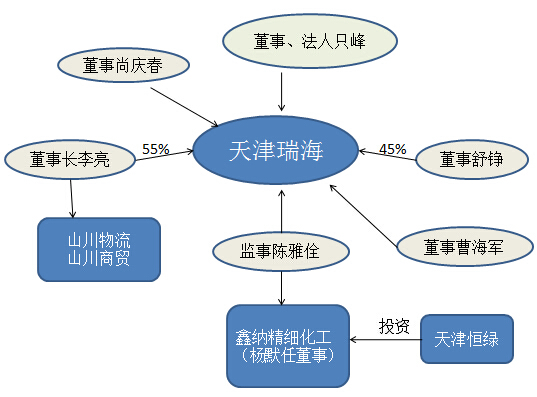 董事、法人只峰
董事尚庆春
天津瑞海
55%
45%
董事长李亮
董事舒铮
山川物流
山川商贸
监事陈雅佺
董事曹海军
鑫纳精细化工
（杨默任董事）
投资
天津恒绿